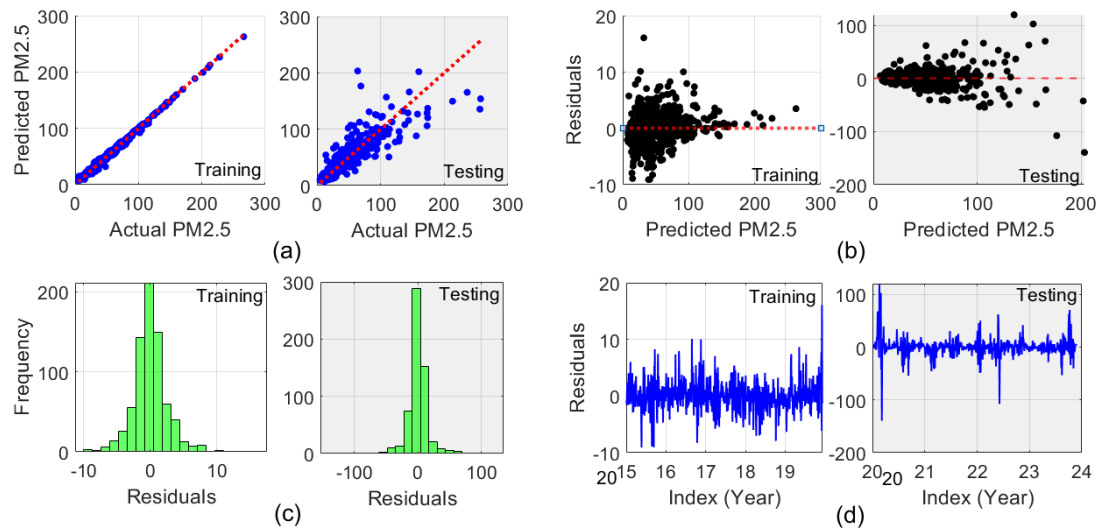 300
200
100
0
0 100 200 300
Predicted PM2.5
Actual PM2.5
Training
300
200
100
0
0 100 200 300
Actual PM2.5
Testing
(a)
20
10
0
-10
0 100 200 300
Residuals
Predicted PM2.5
Training
100
0
-100
-200
0 100 200
Predicted PM2.5
Testing
(b)
200
100
0
-10 0 10
Frequency
Residuals
Training
300
200
100
0
-100 0 100
Residuals
Testing
(c)
20
10
0
-10
2015 16 17 18 19
Residuals
Index (Year)
Training
100
0
-100
-200
20 20 21 22 23 24
Index (Year)
Testing
(d)